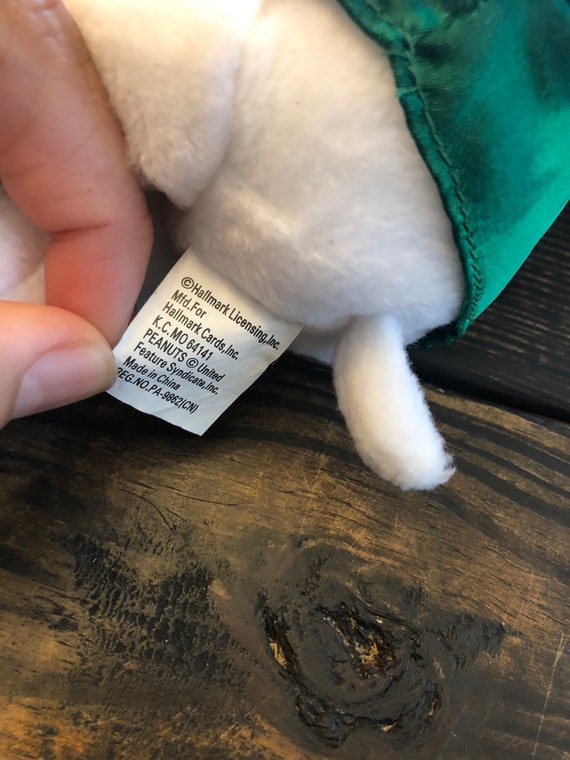 ©Hallmark Licensing,Inc.
Mfd.For
Hallmark Cards,Inc.
K.C.MO 64141
PEANUTS © United
Feature Syndicate,Inc.
Made in China
REG.NO.PA-9862(CN)